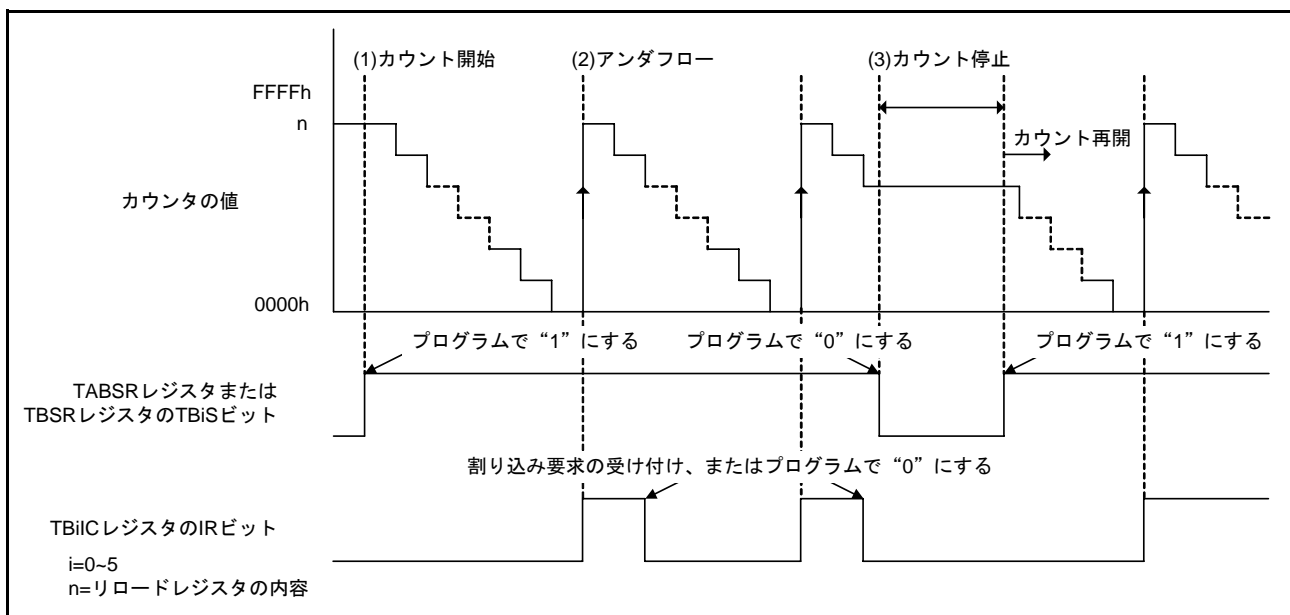 (1)カウント開始
(2)アンダフロー
(3)カウント停止
FFFFh
n
カウント再開
カウンタの値
0000h
プログラムで“1”にする
プログラムで“0”にする
プログラムで“1”にする
TABSRレジスタまたは
TBSRレジスタのTBiSビット
割り込み要求の受け付け、またはプログラムで“0”にする
TBiICレジスタのIRビット
i=0~5
n=リロードレジスタの内容